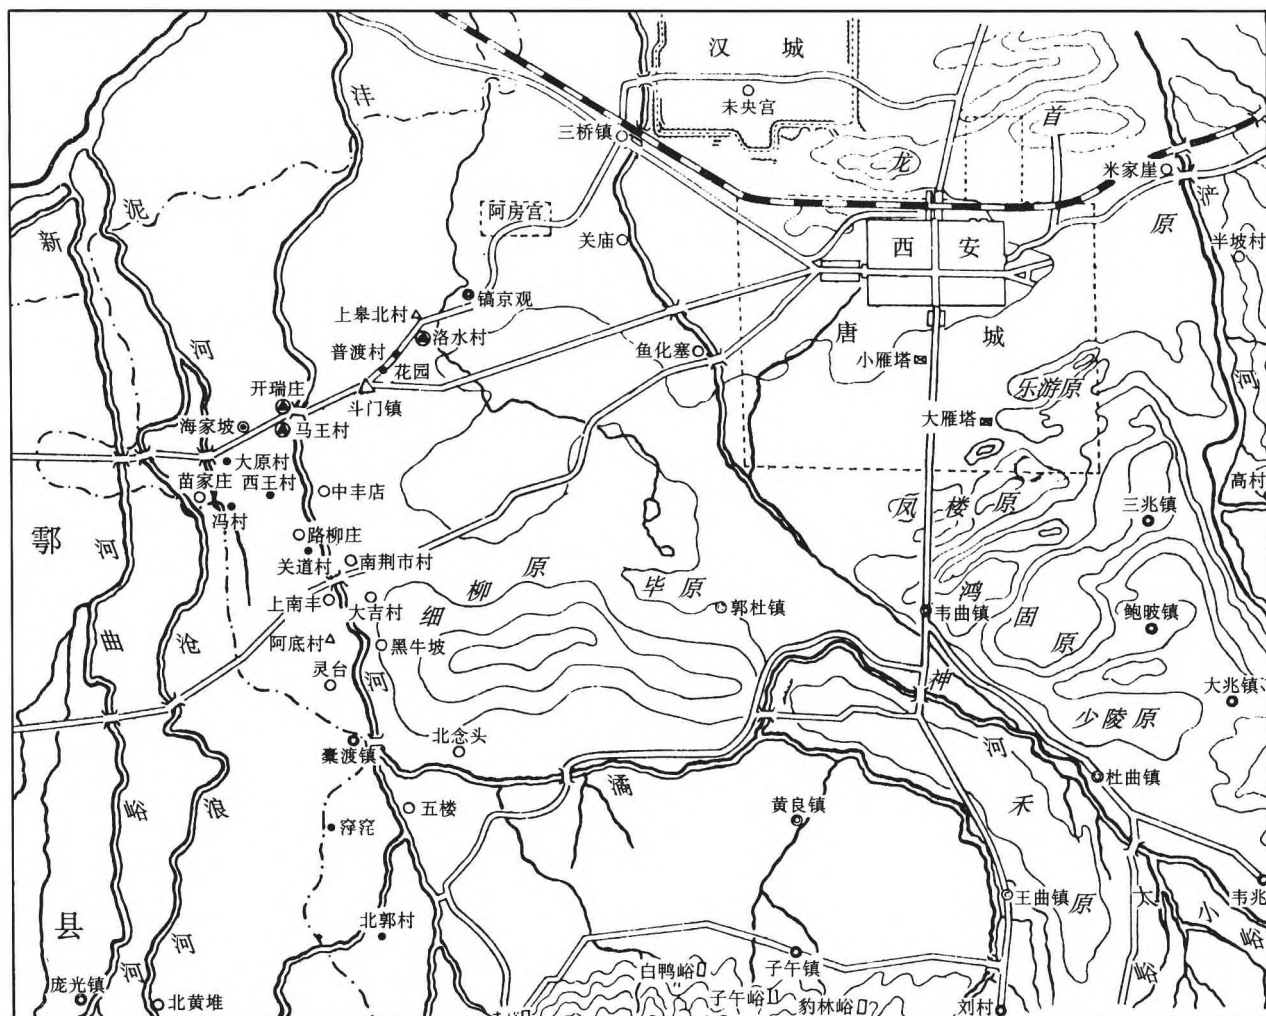 汉 城
未央宫
沣
三桥镇
首
龙
米家崖
原
浐
泥
新
阿房宫
关庙
西 安
半坡村
镐京观
上皋北村
洛水村
普渡村
花园
斗门镇
鱼化寨
唐 城
小雁塔
河
乐游原
河
开瑞庄
海家坡
马王村
大雁塔
大原村
苗家庄
西王村
冯村
中丰店
高村
凤楼原
三兆镇
鄠
河
路柳庄
关道村
南荆市村
细柳原
毕原
上南丰
大吉村
郭杜镇
韦曲镇
鸿固原
鲍陂镇
曲
沧
阿底村
黑牛坡
灵台
河
神
大兆镇
少陵原
北念头
橐渡镇
河
杜曲镇
峪
浪
五楼
潏
黄良镇
禾
王曲镇
原
大
小
韦兆
峪
峪
县
河
河
北郭村
白鸭峪
子午镇
子午峪
豹林峪
刘村
庞光镇
北黄堆